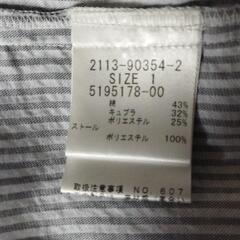 2113-90354-2
SIZE 1
5195178-00
綿 43%
キュプラ 32%
ポリエステル 25%
ストール
ポリエステル 100%
取扱注意事項 NO.607